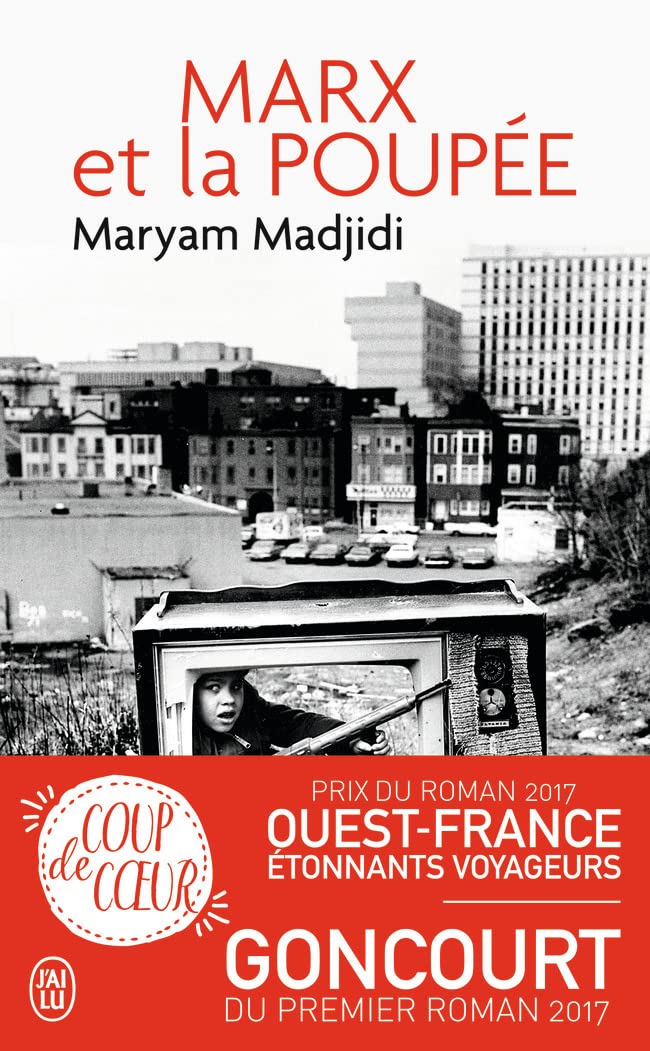 MARX
et la POUPÉE
Maryam Madjidi
COUP
de CŒUR
PRIX DU ROMAN 2017
OUEST-FRANCE
ÉTONNANTS VOYAGEURS
GONCOURT
DU PREMIER ROMAN 2017
J'AI
LU